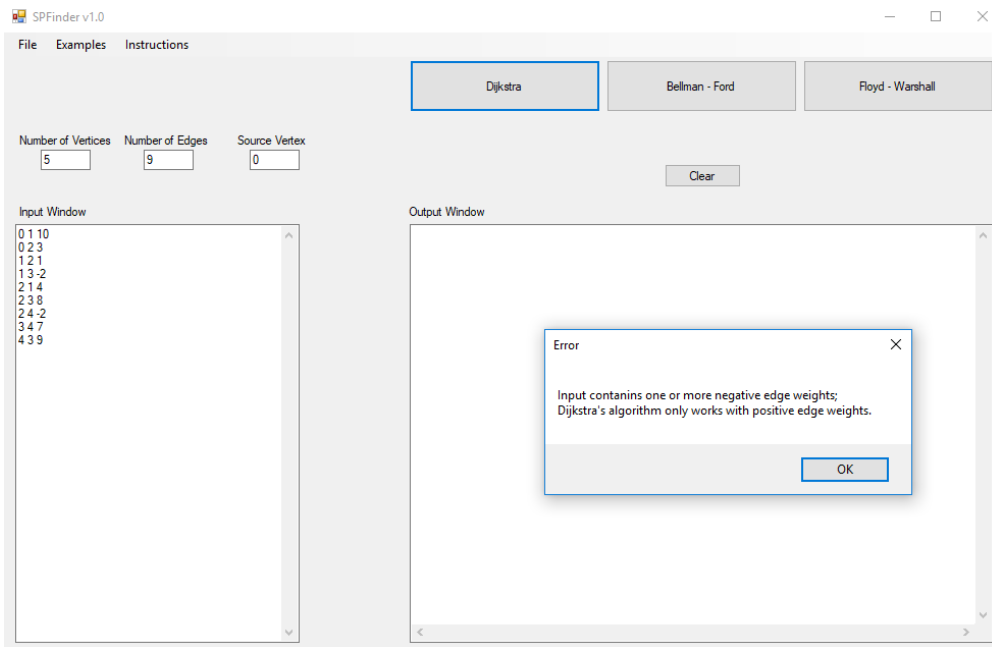 SPFinder v1.0
File Examples Instructions
Dijkstra Bellman - Ford Floyd - Warshall
Number of Vertices Number of Edges Source Vertex
5 9 0
Clear
Input Window Output Window
0 1 10
0 2 3
1 2 1
1 3 -2
2 1 4
2 3 8
2 4 -2
3 4 7
4 3 9
Error
Input contanins one or more negative edge weights;
Dijkstra's algorithm only works with positive edge weights.
OK